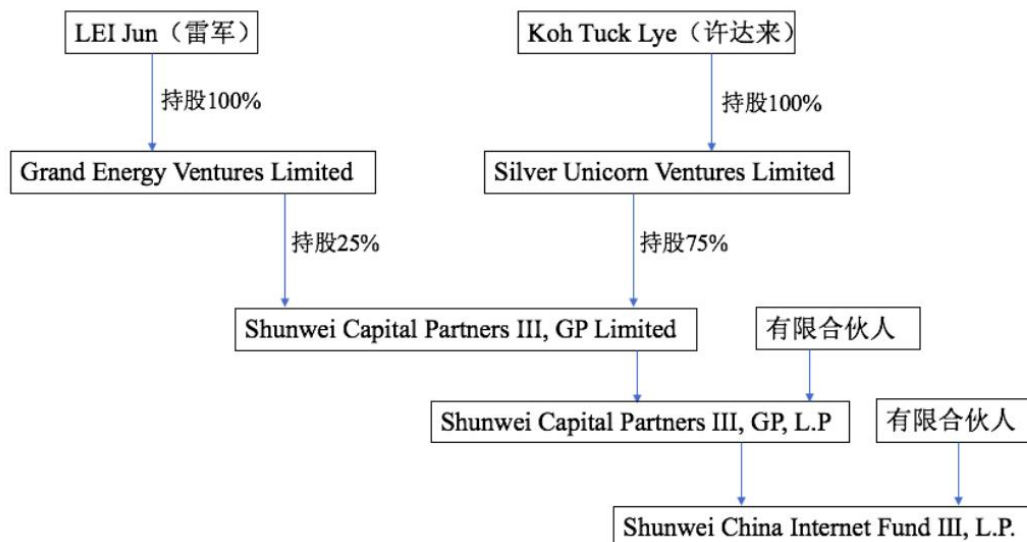 LEI Jun（雷军）
Koh Tuck Lye（许达来）
持股100%
持股100%
Grand Energy Ventures Limited
Silver Unicorn Ventures Limited
持股25%
持股75%
Shunwei Capital Partners III, GP Limited
有限合伙人
Shunwei Capital Partners III, GP, L.P
有限合伙人
Shunwei China Internet Fund III, L.P.